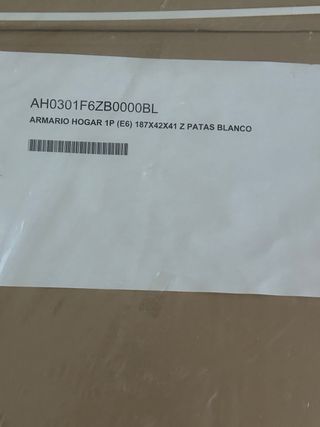 AH0301F6ZB0000BL
ARMARIO HOGAR 1P (E6) 187X42X41 Z PATAS BLANCO